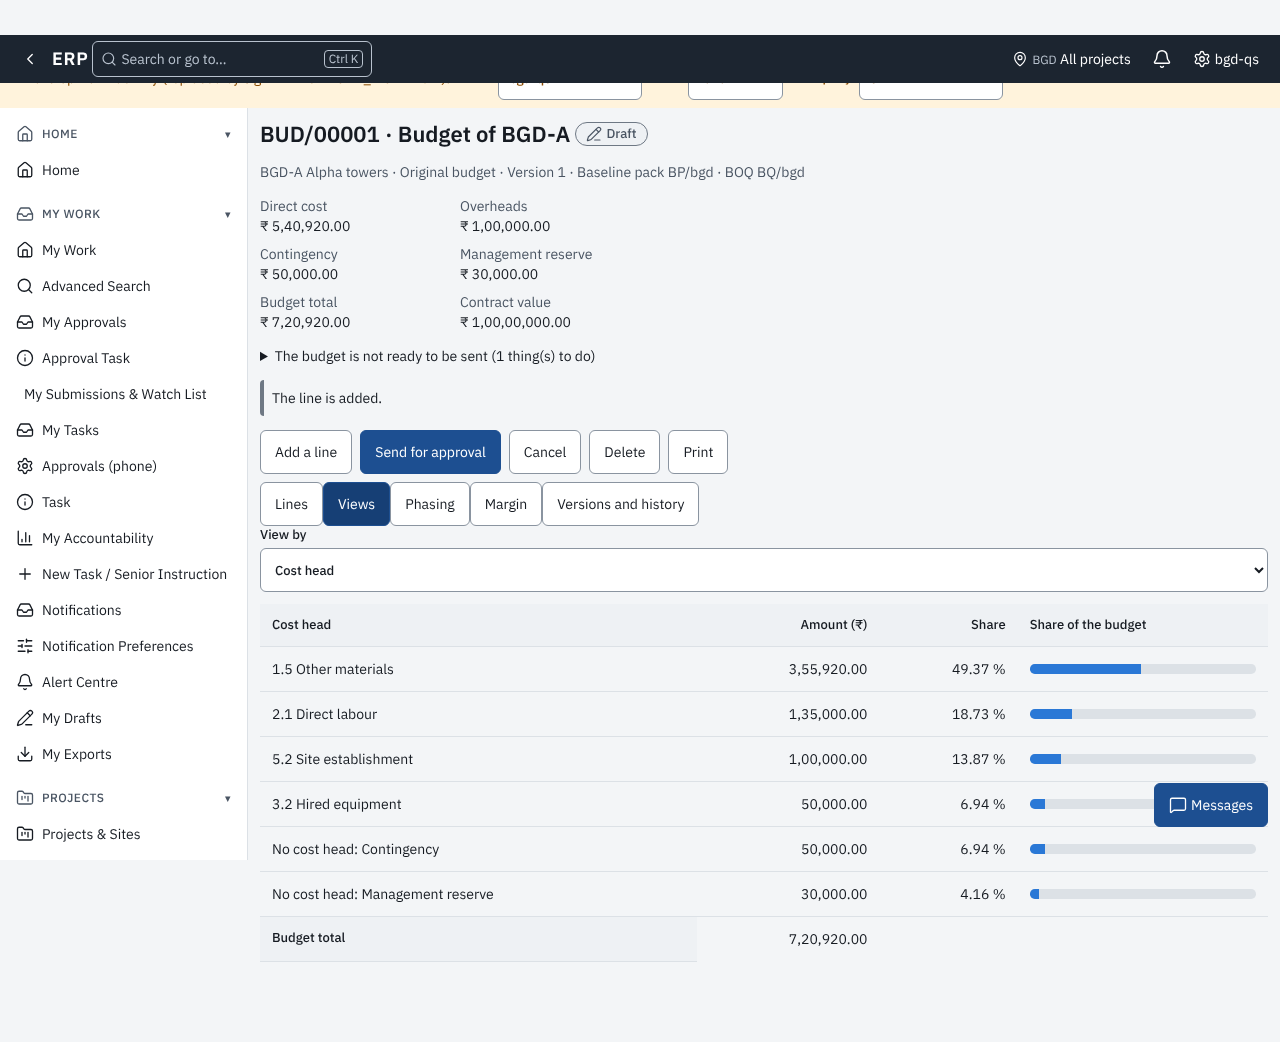 ERP
Search or go to...
Ctrl K
BGD All projects
bgd-qs
HOME
Home
MY WORK
My Work
Advanced Search
My Approvals
Approval Task
My Submissions & Watch List
My Tasks
Approvals (phone)
Task
My Accountability
New Task / Senior Instruction
Notifications
Notification Preferences
Alert Centre
My Drafts
My Exports
PROJECTS
Projects & Sites
BUD/00001 · Budget of BGD-A
Draft
BGD-A Alpha towers · Original budget · Version 1 · Baseline pack BP/bgd · BOQ BQ/bgd
Direct cost
₹ 5,40,920.00
Overheads
₹ 1,00,000.00
Contingency
₹ 50,000.00
Management reserve
₹ 30,000.00
Budget total
₹ 7,20,920.00
Contract value
₹ 1,00,00,000.00
The budget is not ready to be sent (1 thing(s) to do)
The line is added.
Add a line
Send for approval
Cancel
Delete
Print
Lines
Views
Phasing
Margin
Versions and history
View by
Cost head
Cost head Amount (₹) Share Share of the budget
1.5 Other materials 3,55,920.00 49.37 %
2.1 Direct labour 1,35,000.00 18.73 %
5.2 Site establishment 1,00,000.00 13.87 %
3.2 Hired equipment 50,000.00 6.94 %
Messages
No cost head: Contingency 50,000.00 6.94 %
No cost head: Management reserve 30,000.00 4.16 %
Budget total 7,20,920.00